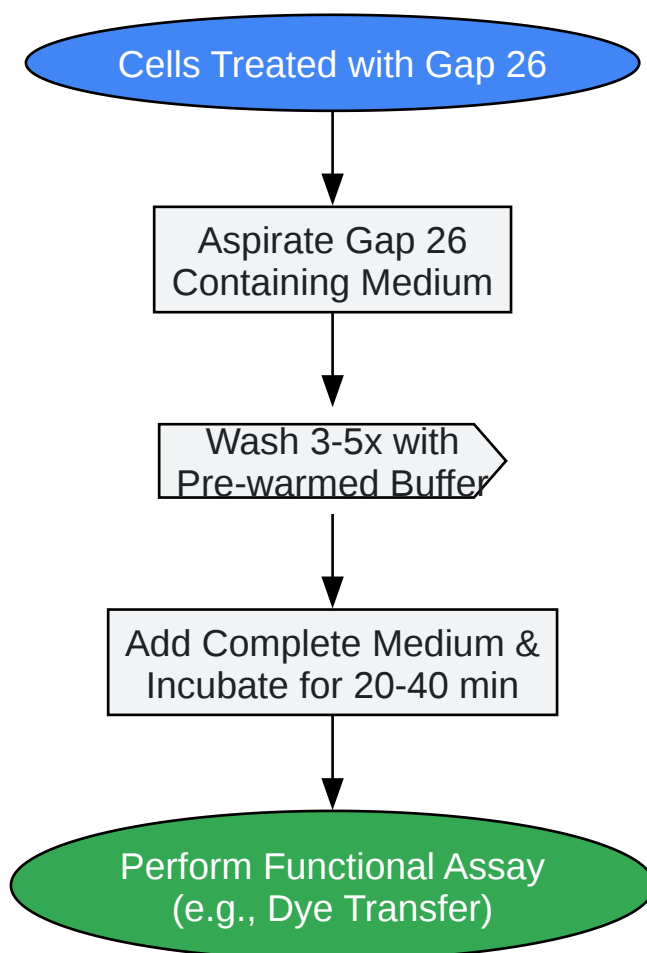 Cells Treated with Gap 26
Aspirate Gap 26
Containing Medium
Wash 3-5x with
Pre-warmed Buffer
Add Complete Medium &
Incubate for 20-40 min
Perform Functional Assay
(e.g., Dye Transfer)